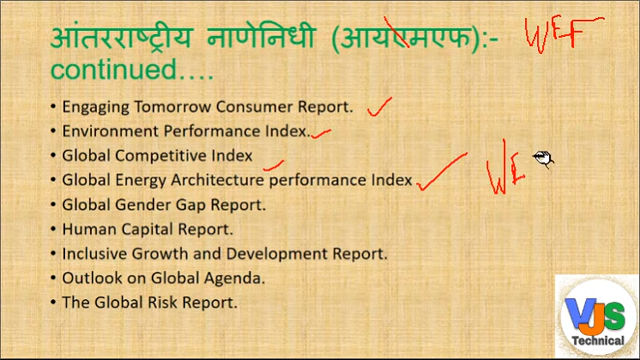 आंतरराष्ट्रीय नाणेनिधी (आयएमएफ):- WEF
continued….
• Engaging Tomorrow Consumer Report.
• Environment Performance Index.
• Global Competitive Index
• Global Energy Architecture performance Index
WE
• Global Gender Gap Report.
• Human Capital Report.
• Inclusive Growth and Development Report.
• Outlook on Global Agenda.
• The Global Risk Report.
VJS
Technical